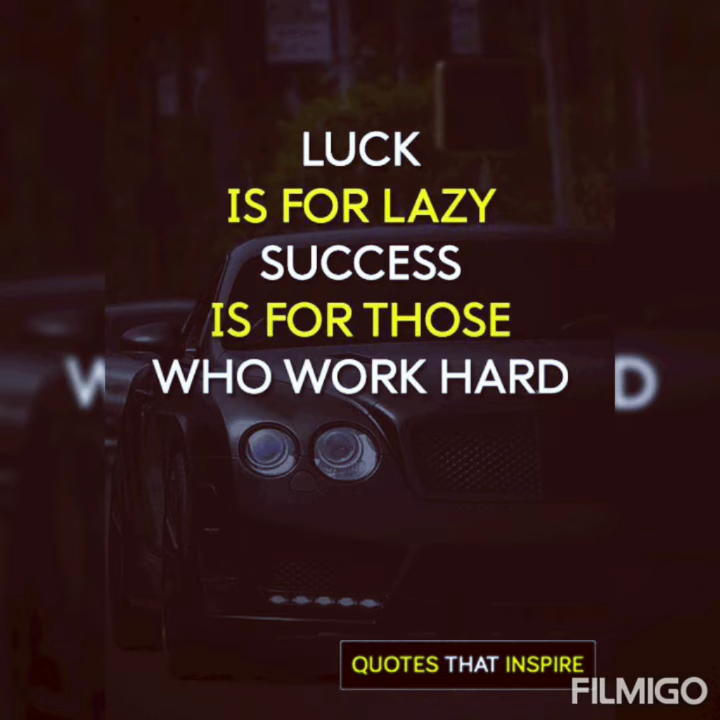 LUCK
IS FOR LAZY
SUCCESS
IS FOR THOSE
WHO WORK HARD
QUOTES THAT INSPIRE
FILMIGO